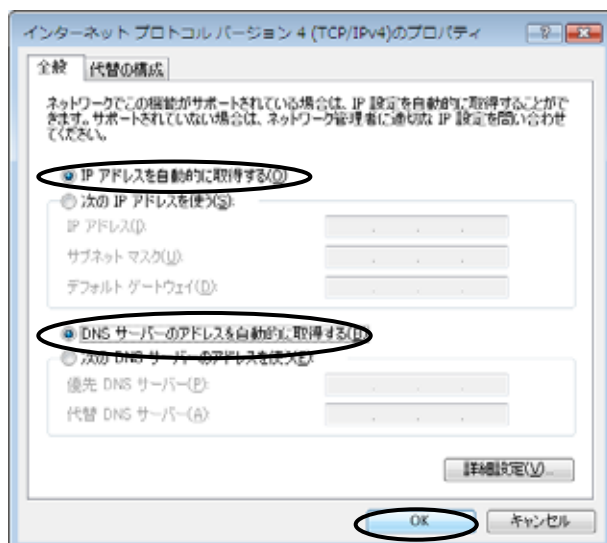 インターネット プロトコル バージョン 4 (TCP/IPv4)のプロパティ
全般 代替の構成
ネットワークでこの機能がサポートされている場合は、IP 設定を自動的に取得することがで
きます。サポートされていない場合は、ネットワーク管理者に適切な IP 設定を問い合わせ
てください。
IP アドレスを自動的に取得する(O)
次の IP アドレスを使う(S):
IP アドレス(I):
サブネット マスク(U):
デフォルト ゲートウェイ(D):
DNS サーバーのアドレスを自動的に取得する(B)
次の DNS サーバーのアドレスを使う(E):
優先 DNS サーバー(P):
代替 DNS サーバー(A):
詳細設定(V)...
OK キャンセル